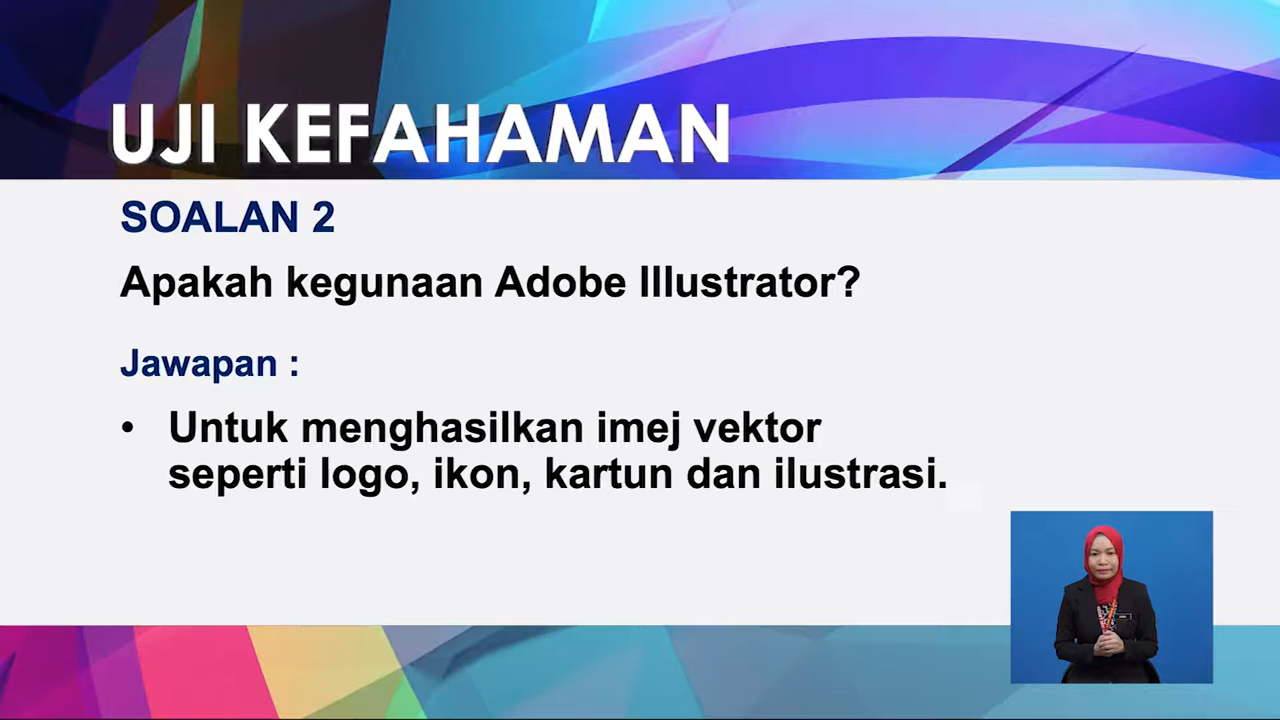 UJI KEFAHAMAN
SOALAN 2
Apakah kegunaan Adobe Illustrator?
Jawapan :
• Untuk menghasilkan imej vektor
seperti logo, ikon, kartun dan ilustrasi.